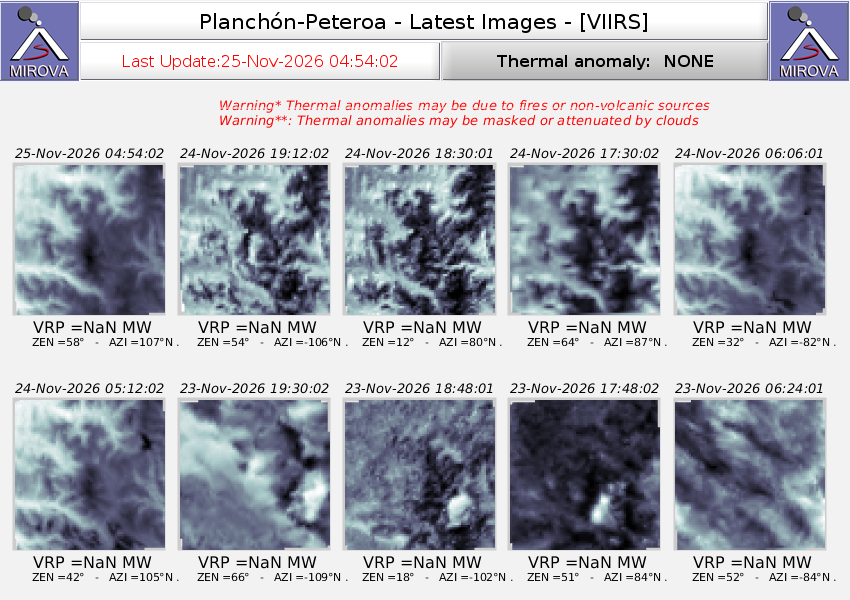 Planchón-Peteroa - Latest Images - [VIIRS]
MIROVA
MIROVA
Last Update:25-Nov-2026 04:54:02
Thermal anomaly: NONE
Warning* Thermal anomalies may be due to fires or non-volcanic sources
Warning**: Thermal anomalies may be masked or attenuated by clouds
25-Nov-2026 04:54:02
24-Nov-2026 19:12:02
24-Nov-2026 18:30:01
24-Nov-2026 17:30:02
24-Nov-2026 06:06:01
VRP =NaN MW
VRP =NaN MW
VRP =NaN MW
VRP =NaN MW
VRP =NaN MW
ZEN =58° - AZI =107°N .
ZEN =54° - AZI =-106°N .
ZEN =12° - AZI =80°N .
ZEN =64° - AZI =87°N .
ZEN =32° - AZI =-82°N .
24-Nov-2026 05:12:02
23-Nov-2026 19:30:02
23-Nov-2026 18:48:01
23-Nov-2026 17:48:02
23-Nov-2026 06:24:01
VRP =NaN MW
VRP =NaN MW
VRP =NaN MW
VRP =NaN MW
VRP =NaN MW
ZEN =42° - AZI =105°N .
ZEN =66° - AZI =-109°N .
ZEN =18° - AZI =-102°N .
ZEN =51° - AZI =84°N .
ZEN =52° - AZI =-84°N .